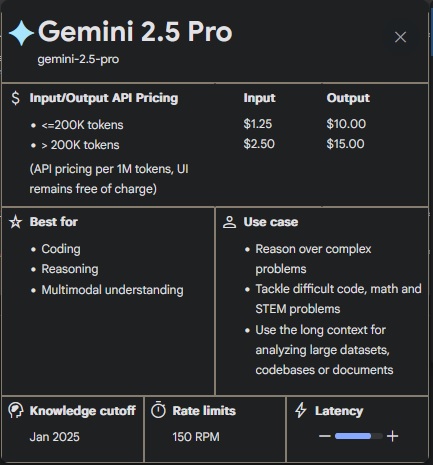 Gemini 2.5 Pro
gemini-2.5-pro
Input/Output API Pricing Input Output
• <=200K tokens $1.25 $10.00
• > 200K tokens $2.50 $15.00
(API pricing per 1M tokens, UI
remains free of charge)
Best for
• Coding
• Reasoning
• Multimodal understanding
Use case
• Reason over complex
problems
• Tackle difficult code, math and
STEM problems
• Use the long context for
analyzing large datasets,
codebases or documents
Knowledge cutoff
Jan 2025
Rate limits
150 RPM
Latency